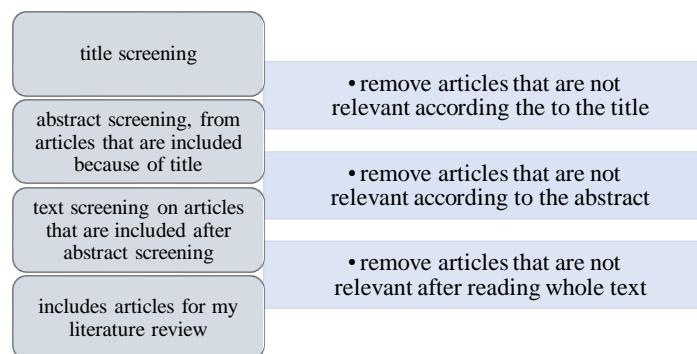 title screening
• remove articles that are not
relevant according the to the title
abstract screening, from
articles that are included
because of title
• remove articles that are not
relevant according to the abstract
text screening on articles
that are included after
abstract screening
• remove articles that are not
relevant after reading whole text
includes articles for my
literature review